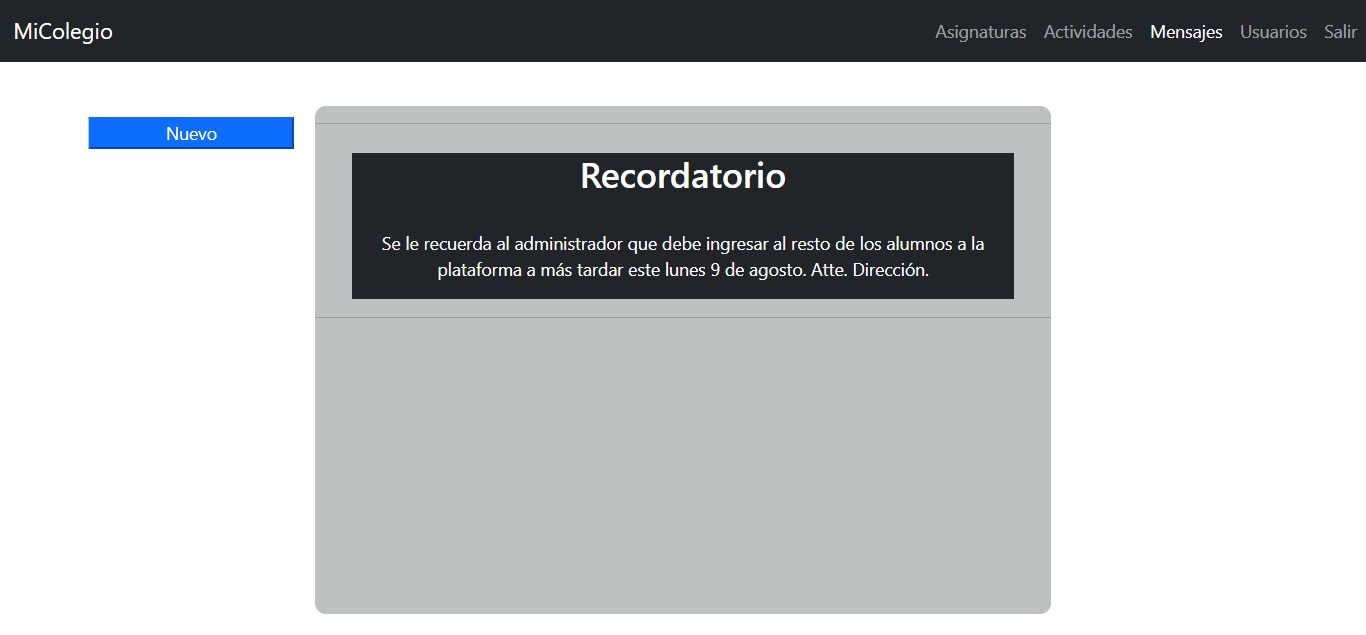 MiColegio
Asignaturas Actividades Mensajes Usuarios Salir
Nuevo
Recordatorio
Se le recuerda al administrador que debe ingresar al resto de los alumnos a la
plataforma a más tardar este lunes 9 de agosto. Atte. Dirección.